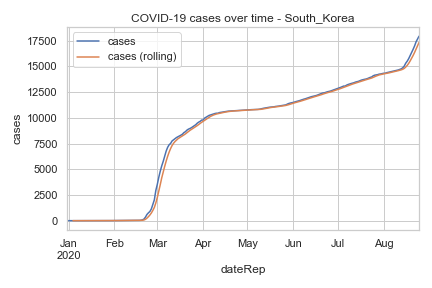 COVID-19 cases over time - South_Korea
cases
cases (rolling)
17500
15000
12500
10000
7500
5000
2500
0
cases
Jan Feb Mar Apr May Jun Jul Aug
2020
dateRep